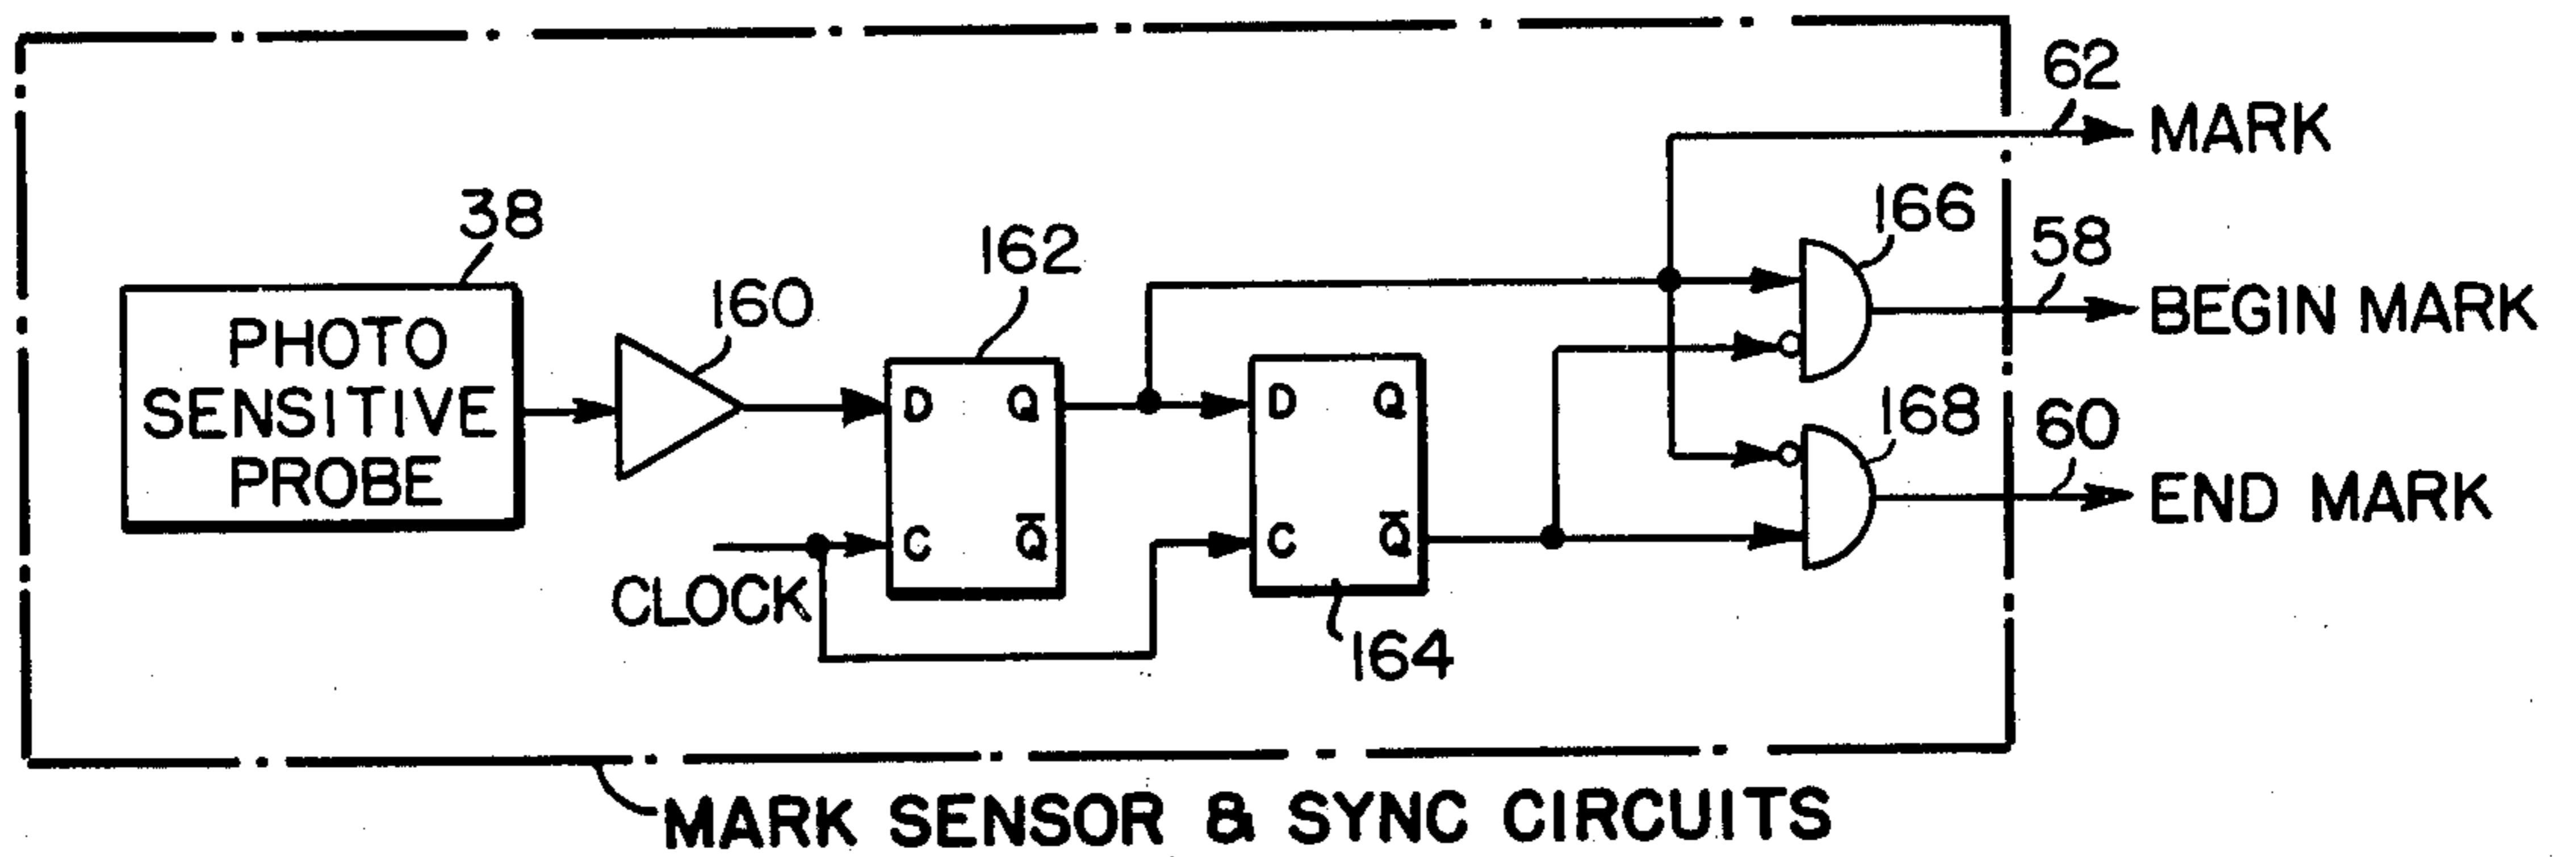 62
MARK
38
PHOTO
SENSITIVE
PROBE
160
162
166
58
BEGIN MARK
D Q
C Q̅
D Q
C Q̅
168
60
END MARK
CLOCK
164
MARK SENSOR & SYNC CIRCUITS